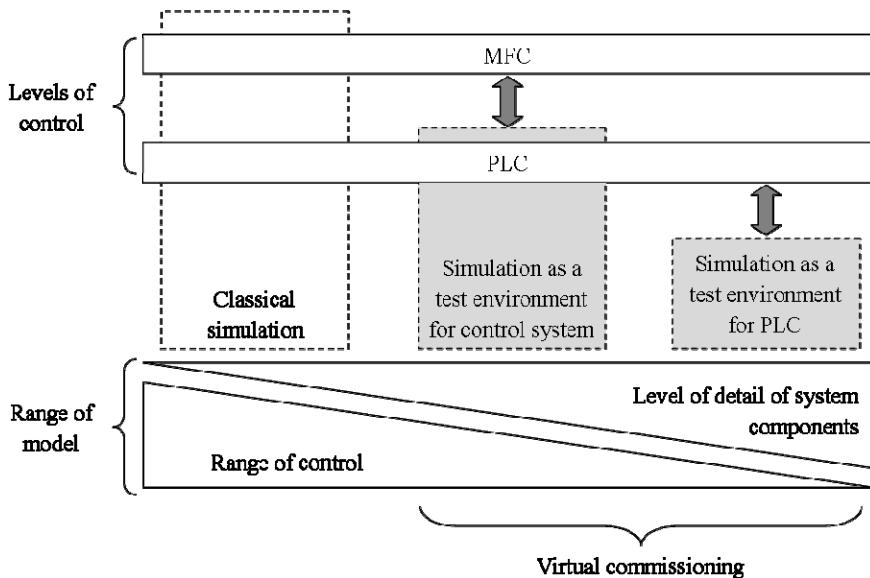 MFC
Levels of
control
PLC
Classical
simulation
Simulation as a
test environment
for control system
Simulation as a
test environment
for PLC
Range of
model
Level of detail of system
components
Range of control
Virtual commissioning